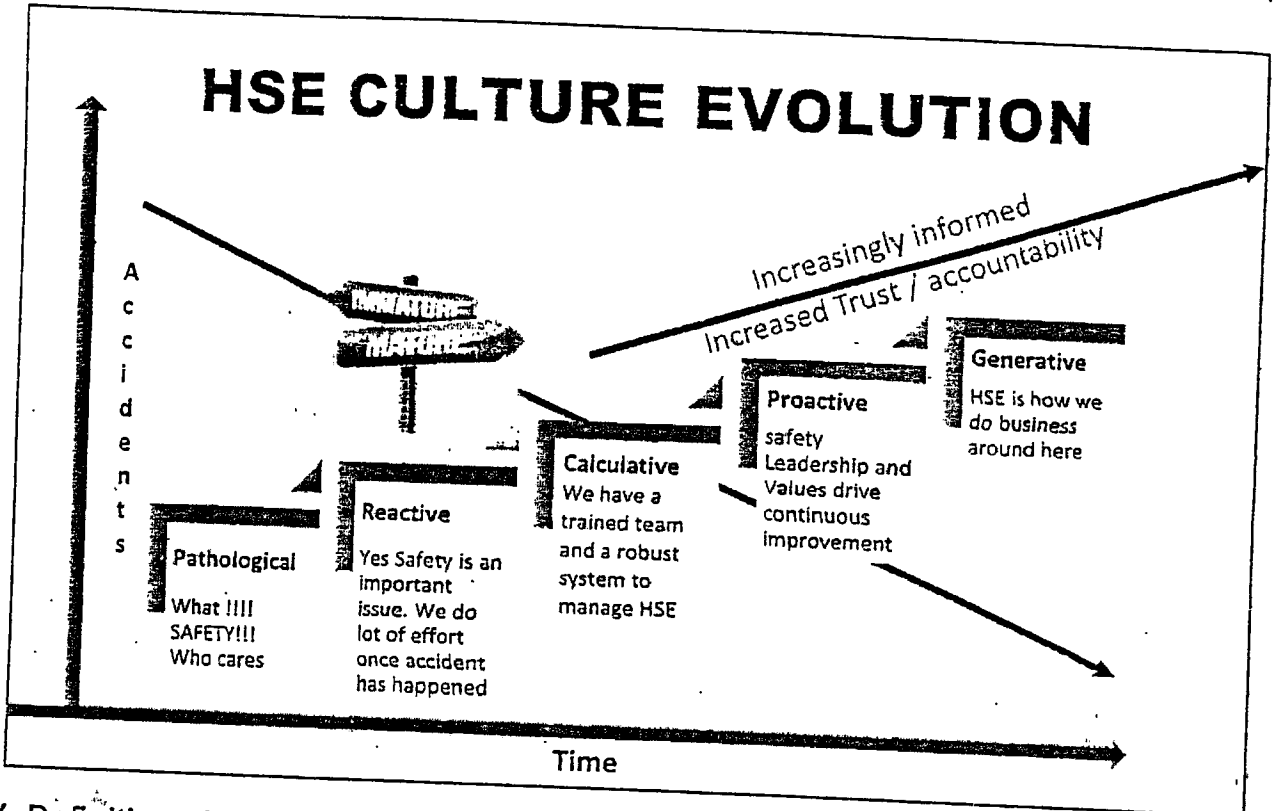 HSE CULTURE EVOLUTION
Accidents
IMMATURE
MATURE
Increasingly informed
Increased Trust / accountability
Pathological
What !!!!
SAFETY!!!
Who cares
Reactive
Yes Safety is an
important
issue. We do
lot of effort
once accident
has happened
Calculative
We have a
trained team
and a robust
system to
manage HSE
Proactive
safety
Leadership and
Values drive
continuous
improvement
Generative
HSE is how we
do business
around here
Time